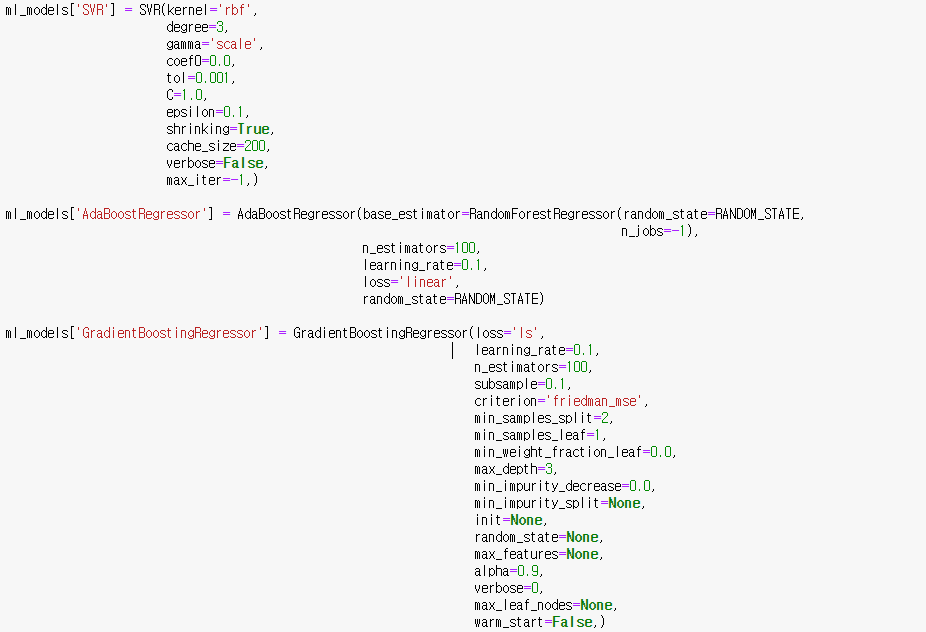 ml_models['SVR'] = SVR(kernel='rbf',
degree=3,
gamma='scale',
coef0=0.0,
tol=0.001,
C=1.0,
epsilon=0.1,
shrinking=True,
cache_size=200,
verbose=False,
max_iter=-1,)
ml_models['AdaBoostRegressor'] = AdaBoostRegressor(base_estimator=RandomForestRegressor(random_state=RANDOM_STATE,
n_jobs=-1),
n_estimators=100,
learning_rate=0.1,
loss='linear',
random_state=RANDOM_STATE)
ml_models['GradientBoostingRegressor'] = GradientBoostingRegressor(loss='ls',
learning_rate=0.1,
n_estimators=100,
subsample=0.1,
criterion='friedman_mse',
min_samples_split=2,
min_samples_leaf=1,
min_weight_fraction_leaf=0.0,
max_depth=3,
min_impurity_decrease=0.0,
min_impurity_split=None,
init=None,
random_state=None,
max_features=None,
alpha=0.9,
verbose=0,
max_leaf_nodes=None,
warm_start=False,)